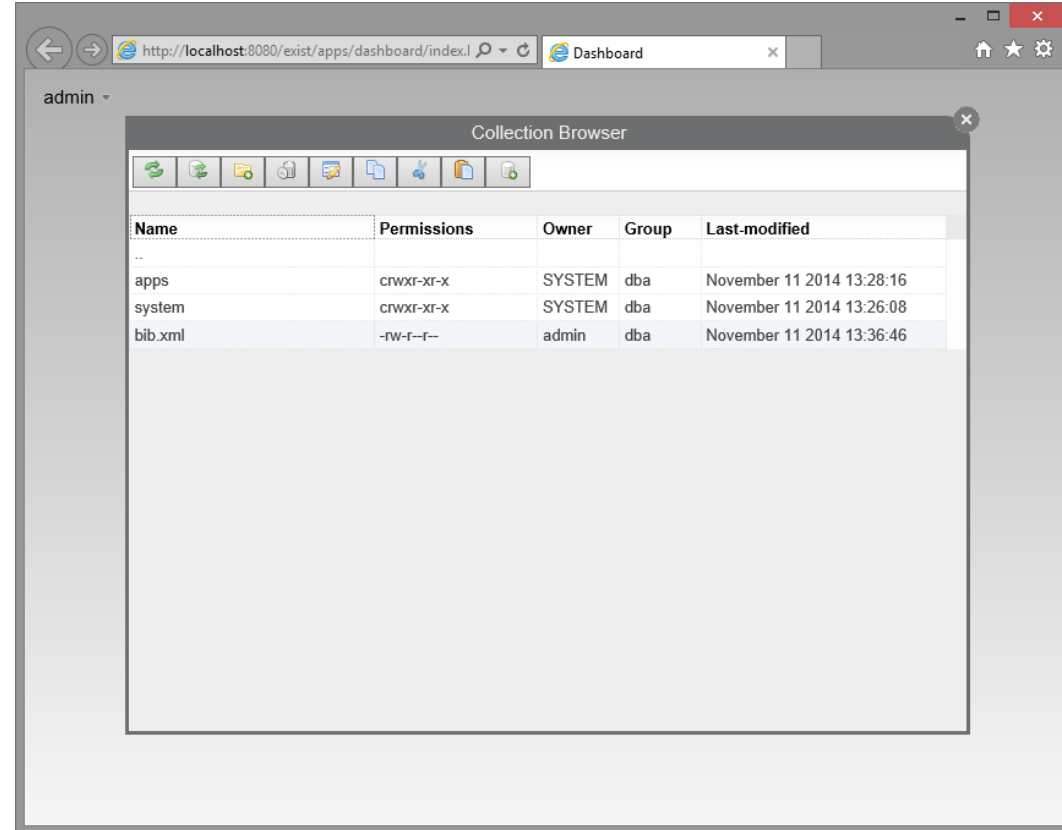 http://localhost:8080/exist/apps/dashboard/index.l
Dashboard
admin
Collection Browser
Name Permissions Owner Group Last-modified
..
apps crwxr-xr-x SYSTEM dba November 11 2014 13:28:16
system crwxr-xr-x SYSTEM dba November 11 2014 13:26:08
bib.xml -rw-r--r-- admin dba November 11 2014 13:36:46